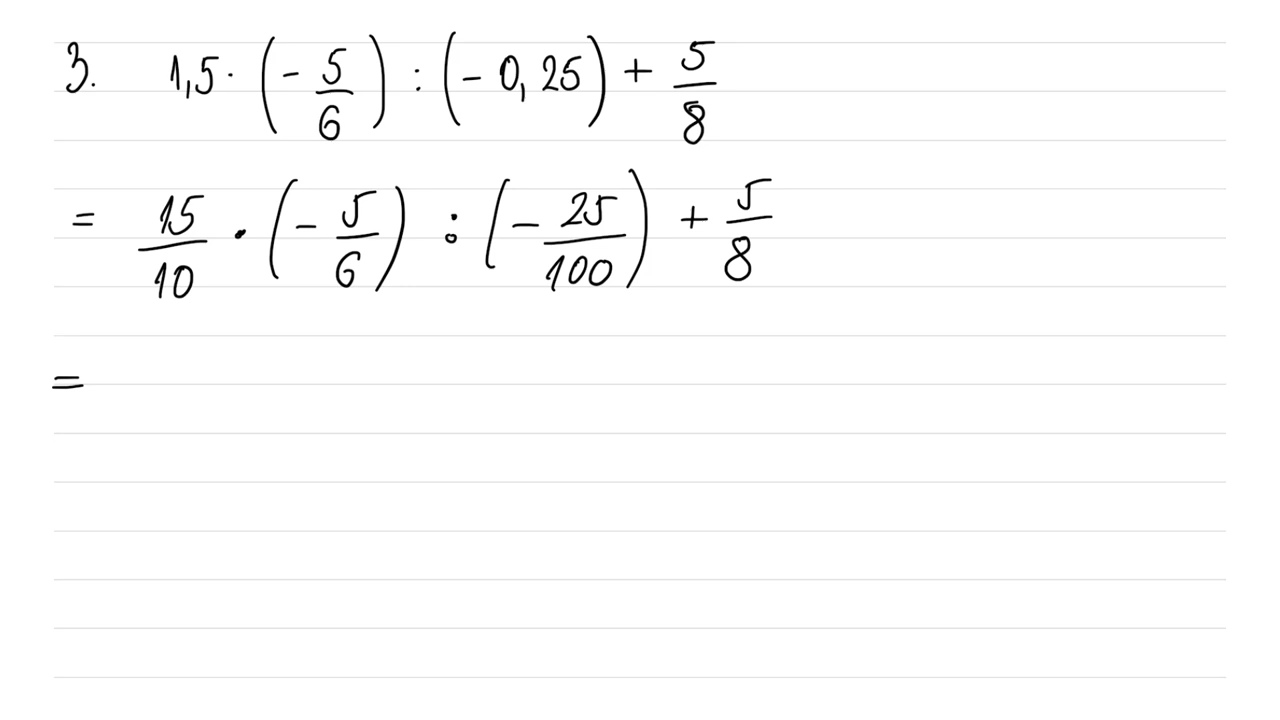 3. 1,5 · (- 5/6) : (- 0,25) + 5/8
= 15/10 · (- 5/6) : (- 25/100) + 5/8
=